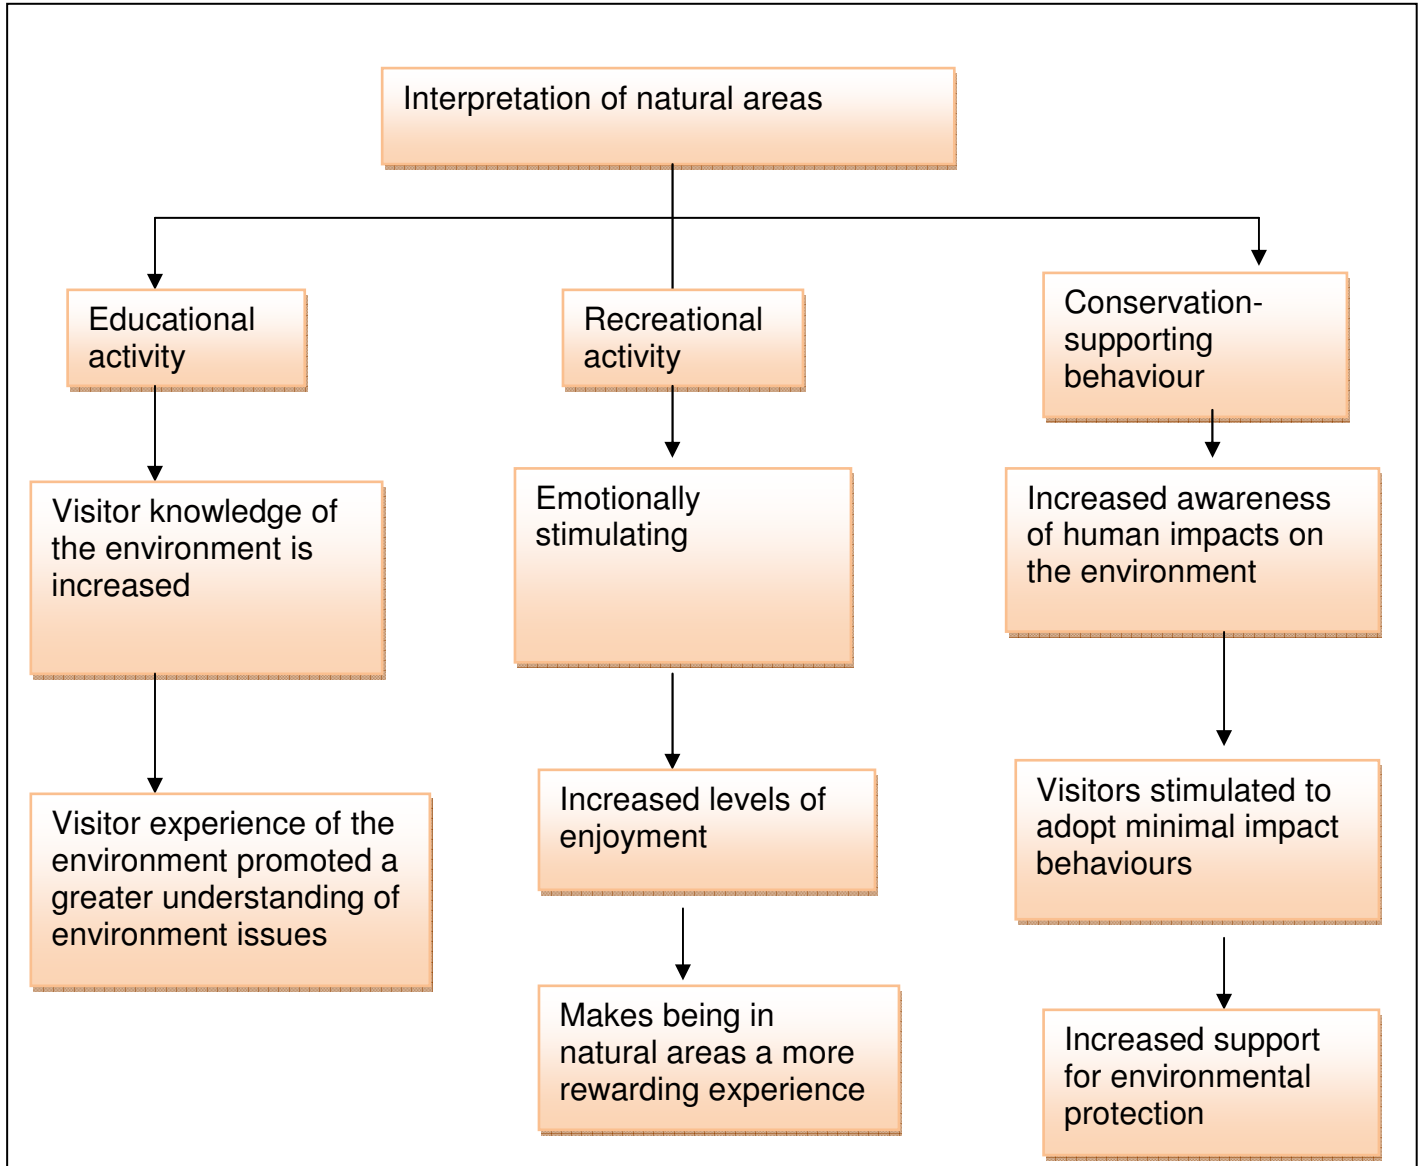 Interpretation of natural areas
Educational
activity
Visitor knowledge of
the environment is
increased
Visitor experience of the
environment promoted a
greater understanding of
environment issues
Recreational
activity
Emotionally
stimulating
Increased levels of
enjoyment
Makes being in
natural areas a more
rewarding experience
Conservation-
supporting
behaviour
Increased awareness
of human impacts on
the environment
Visitors stimulated to
adopt minimal impact
behaviours
Increased support
for environmental
protection